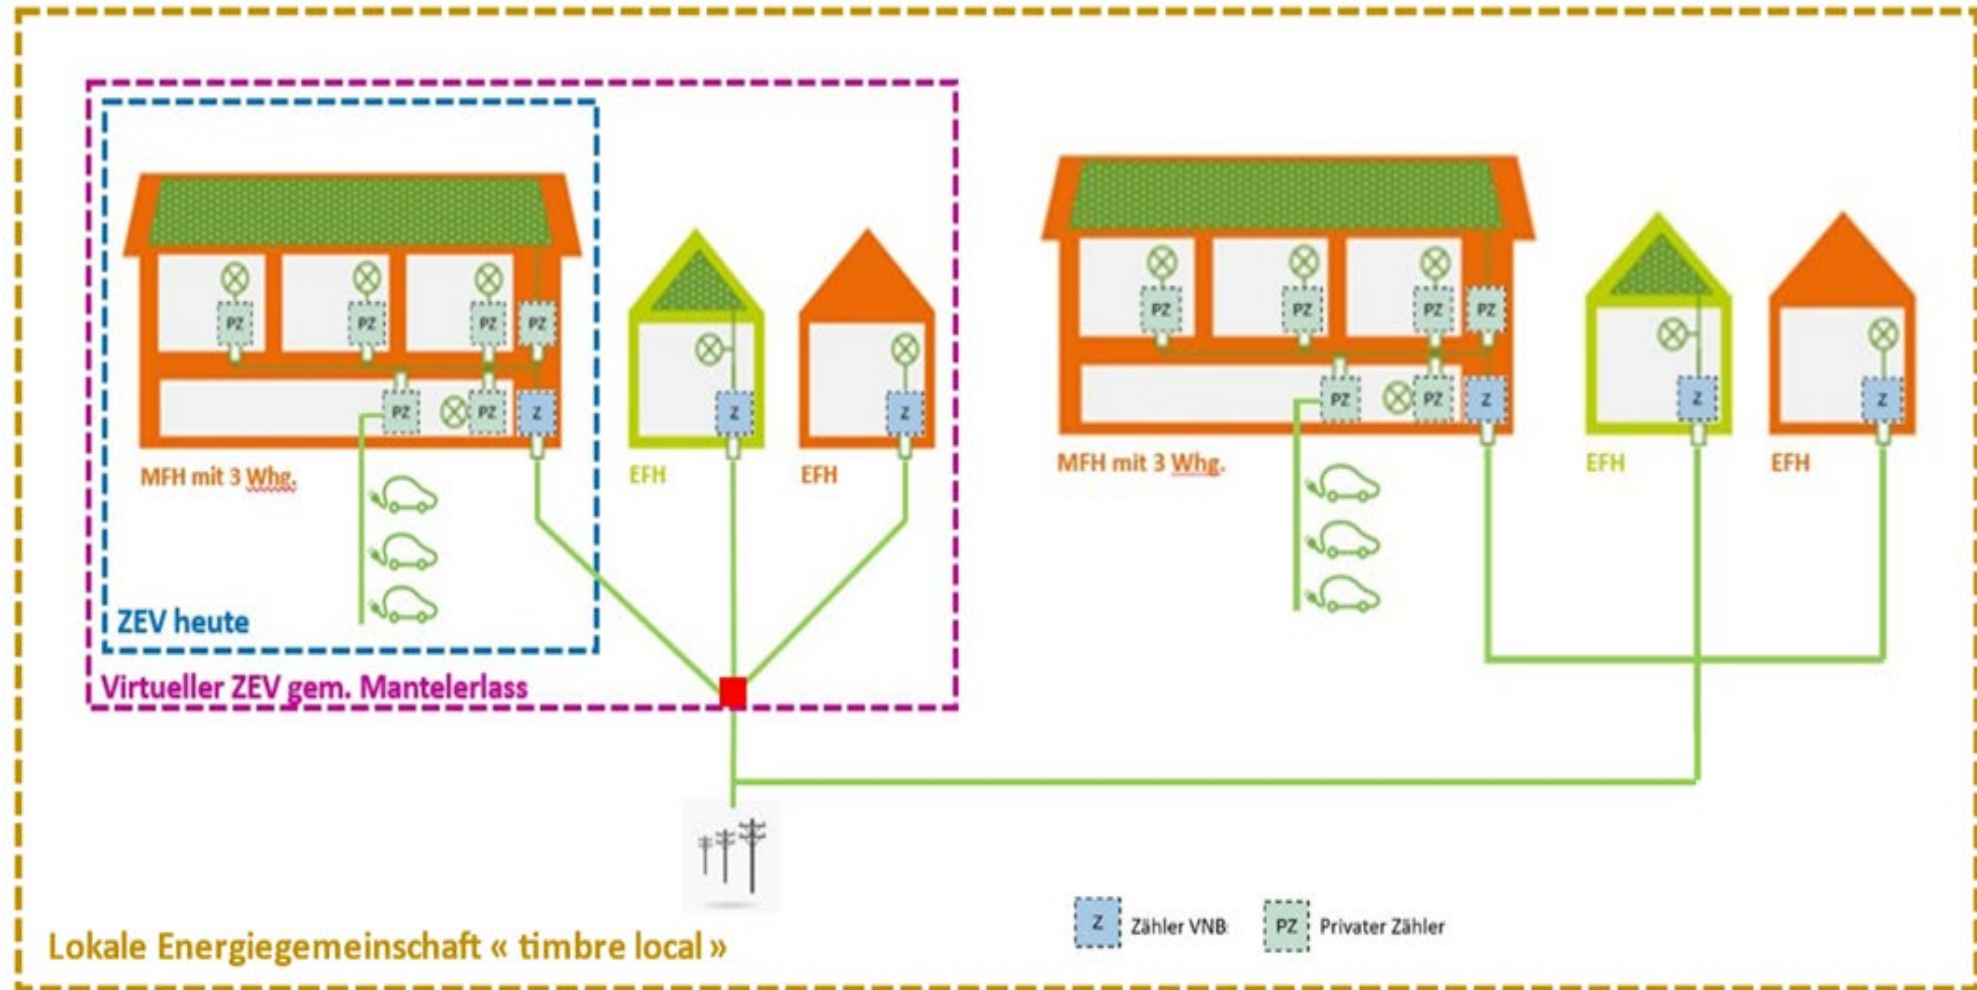 PZ PZ PZ PZ
PZ PZ Z
Z
Z
MFH mit 3 Whg.
EFH
EFH
ZEV heute
Virtueller ZEV gem. Mantelerlass
PZ PZ PZ PZ
PZ PZ Z
Z
Z
MFH mit 3 Whg.
EFH
EFH
Z Zähler VNB
PZ Privater Zähler
Lokale Energiegemeinschaft « timbre local »